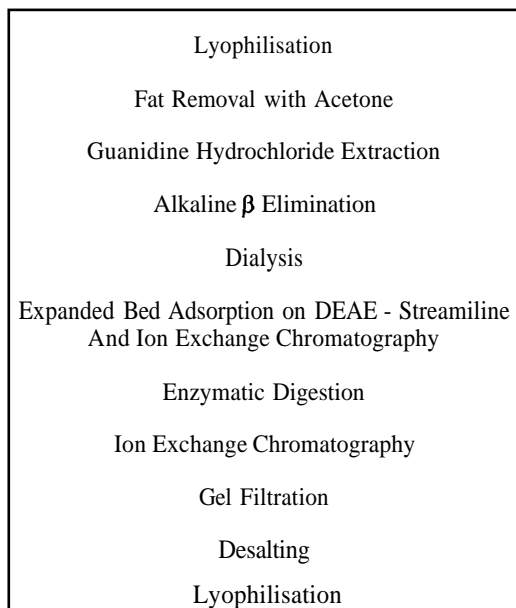 Lyophilisation
Fat Removal with Acetone
Guanidine Hydrochloride Extraction
Alkaline β Elimination
Dialysis
Expanded Bed Adsorption on DEAE - Streamiline
And Ion Exchange Chromatography
Enzymatic Digestion
Ion Exchange Chromatography
Gel Filtration
Desalting
Lyophilisation